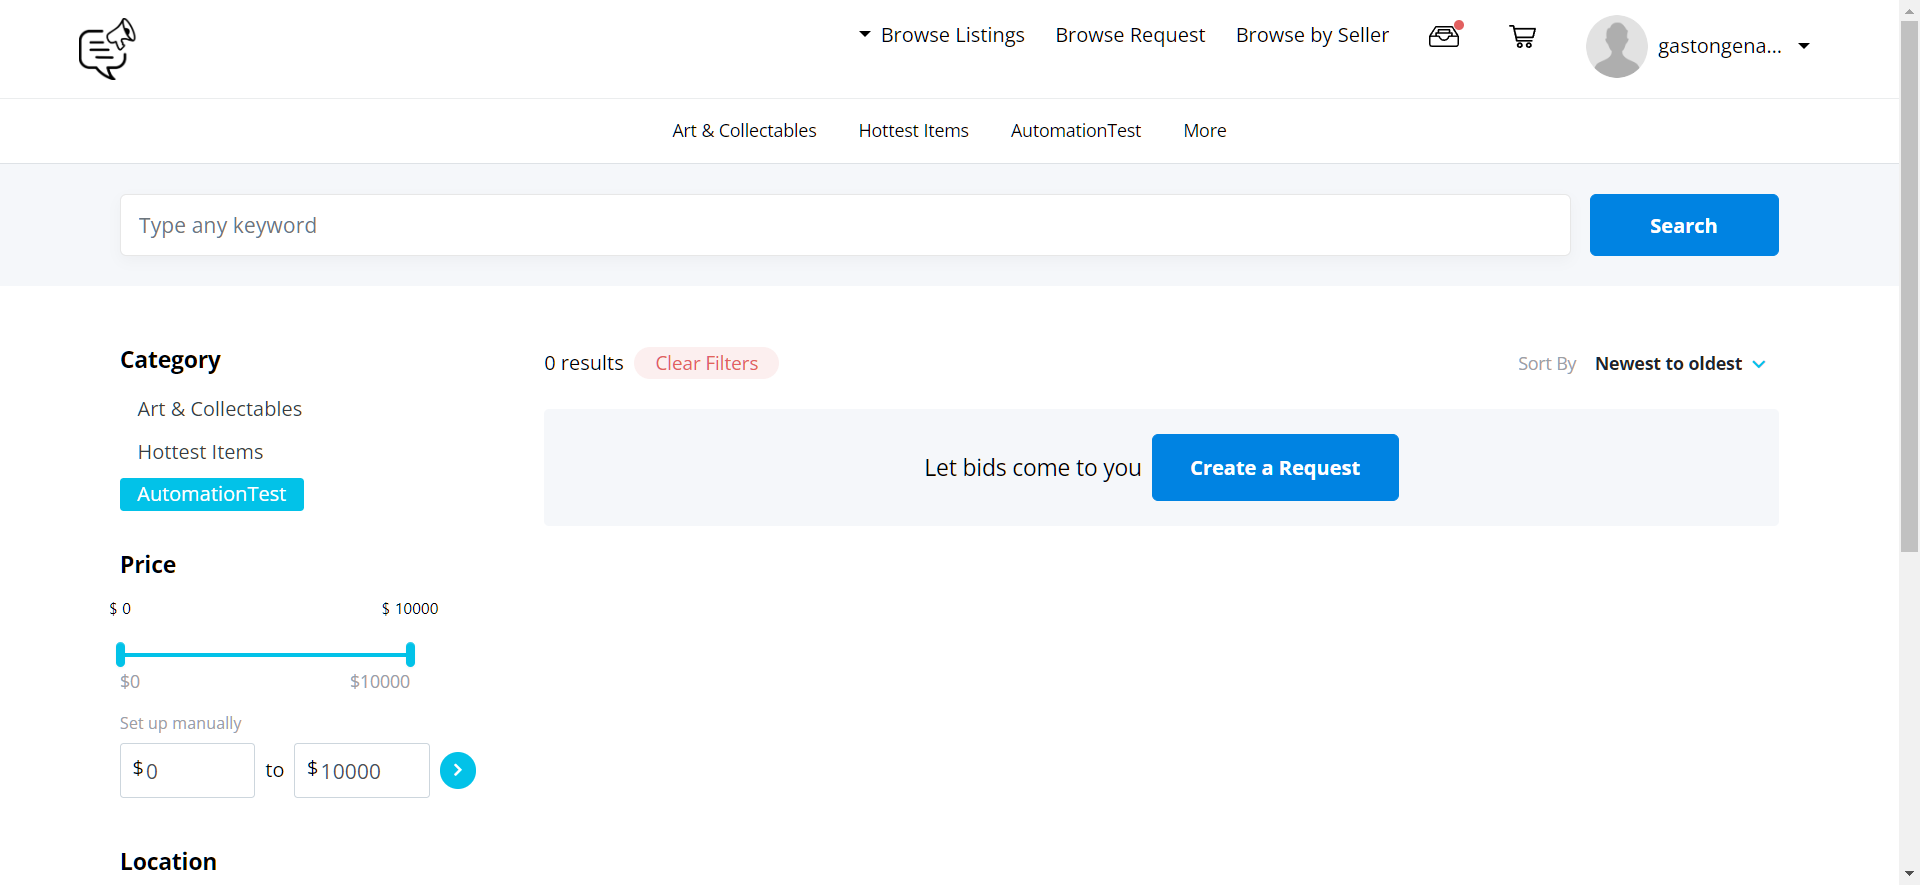 Browse Listings Browse Request Browse by Seller gastongena...
Art & Collectables Hottest Items AutomationTest More
Type any keyword Search
Category
Art & Collectables
Hottest Items
AutomationTest
0 results Clear Filters Sort By Newest to oldest
Let bids come to you Create a Request
Price
$ 0 $ 10000
$0 $10000
Set up manually
$ 0 to $ 10000
Location